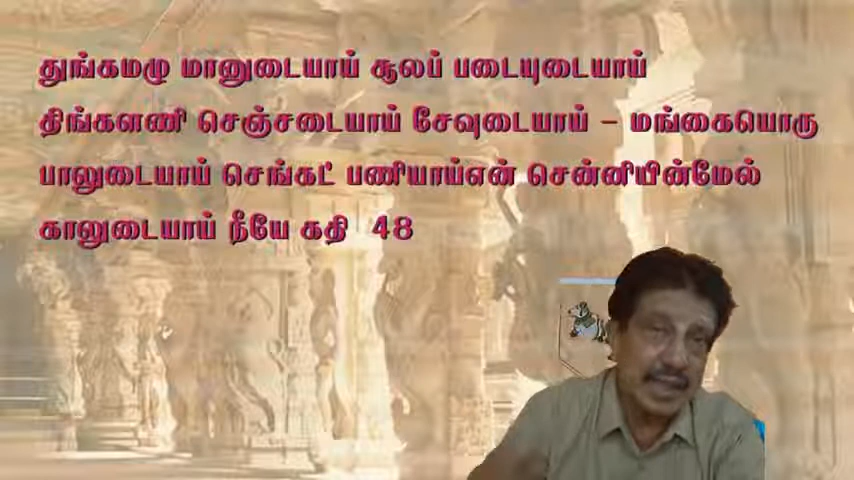 துங்கமழு மானுடையாய் சூலப் படையுடையாய்
திங்களணி செஞ்சடையாய் சேவுடையாய் – மங்கையொரு
பாலுடையாய் செங்கட் பணியாய்என் சென்னியின்மேல்
காலுடையாய் நீயே கதி 48